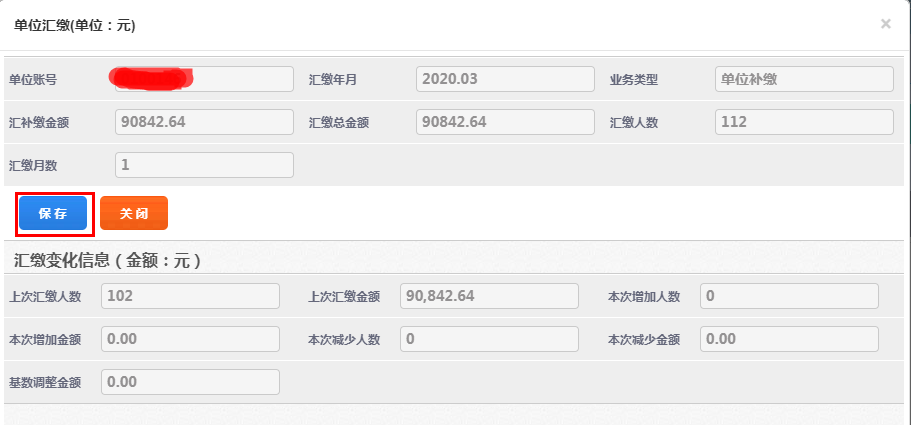 单位汇缴(单位：元)
×
单位账号 汇缴年月 2020.03 业务类型 单位补缴
汇补缴金额 90842.64 汇缴总金额 90842.64 汇缴人数 112
汇缴月数 1
保存 关闭
汇缴变化信息（金额：元）
上次汇缴人数 102 上次汇缴金额 90,842.64 本次增加人数 0
本次增加金额 0.00 本次减少人数 0 本次减少金额 0.00
基数调整金额 0.00